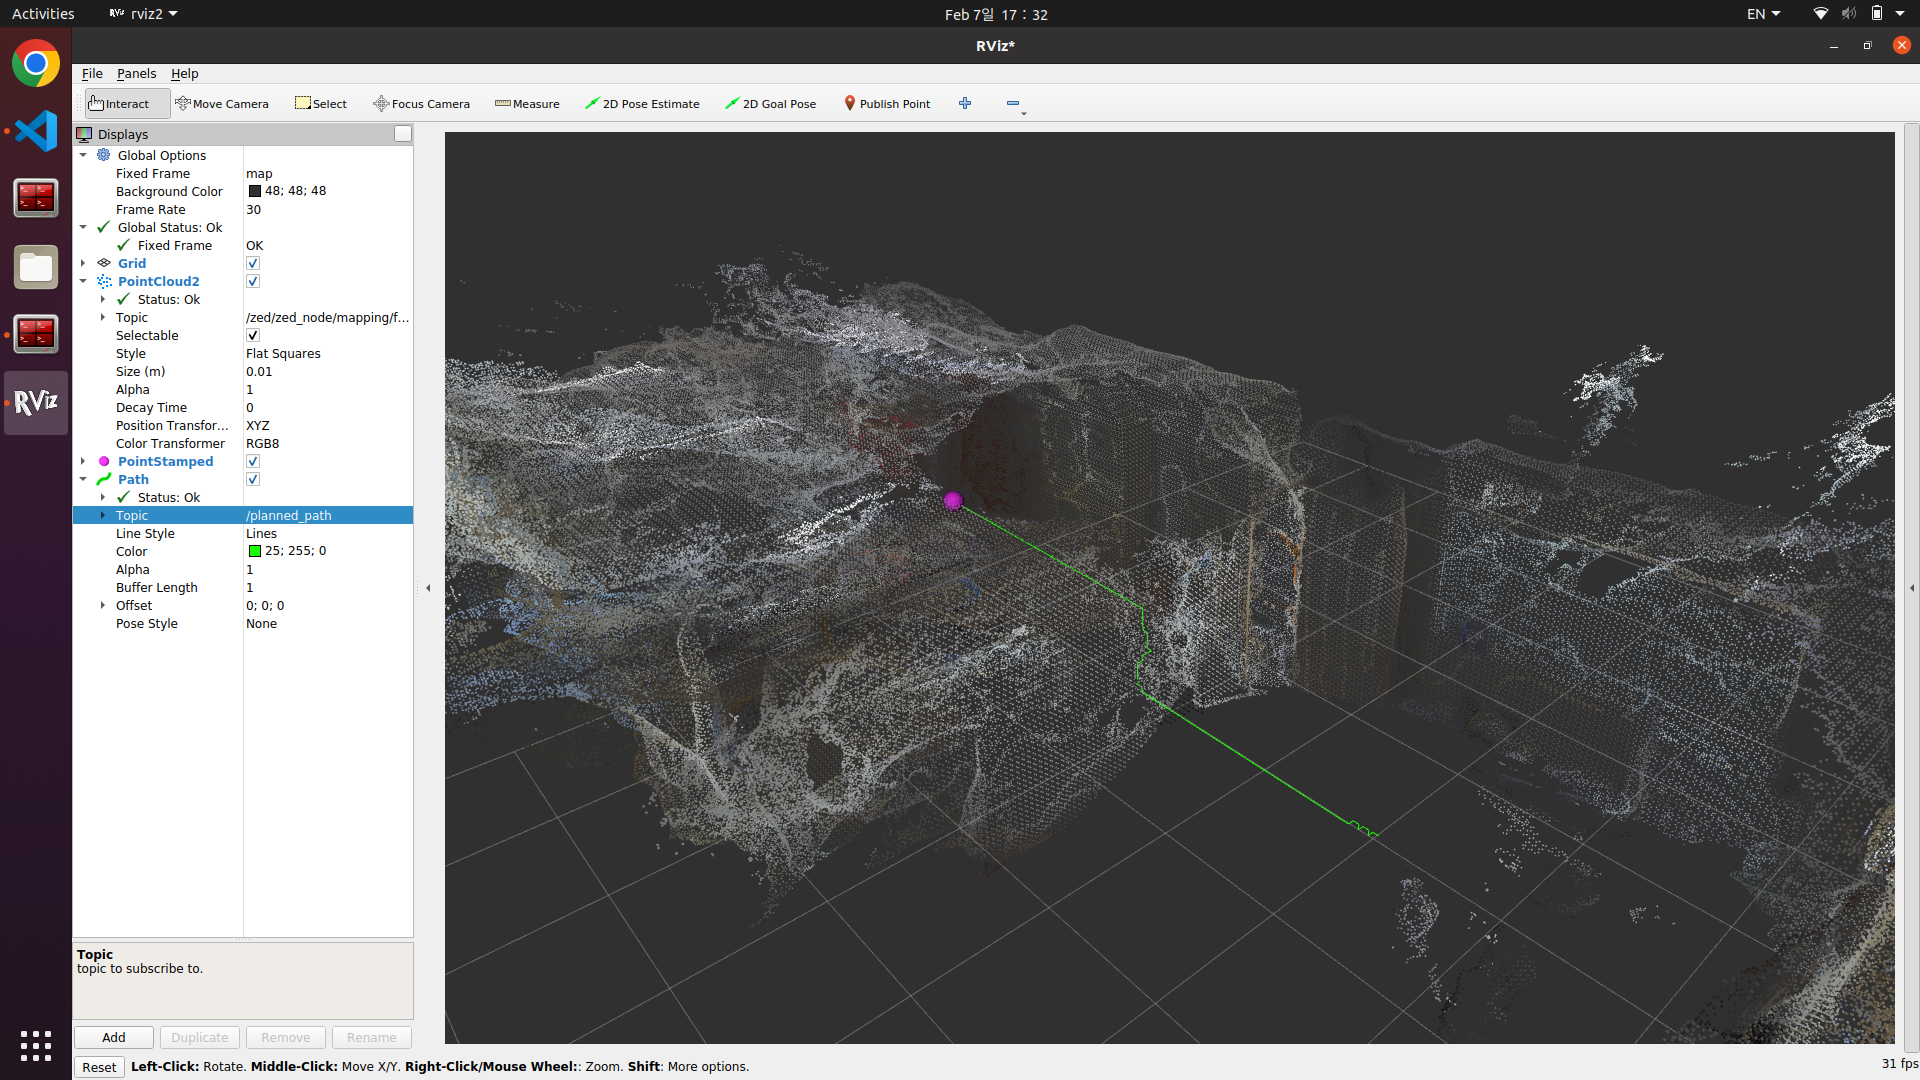 Activities
RViz rviz2
Feb 7일 17 : 32
EN
RViz*
File Panels Help
Interact Move Camera Select Focus Camera Measure 2D Pose Estimate 2D Goal Pose Publish Point
Displays
Global Options
Fixed Frame map
Background Color 48; 48; 48
Frame Rate 30
Global Status: Ok
Fixed Frame OK
Grid
PointCloud2
Status: Ok
Topic /zed/zed_node/mapping/f...
Selectable
Style Flat Squares
Size (m) 0.01
Alpha 1
Decay Time 0
Position Transfor... XYZ
Color Transformer RGB8
PointStamped
Path
Status: Ok
Topic /planned_path
Line Style Lines
Color 25; 255; 0
Alpha 1
Buffer Length 1
Offset 0; 0; 0
Pose Style None
RViz
Topic
topic to subscribe to.
Add Duplicate Remove Rename
Reset Left-Click: Rotate. Middle-Click: Move X/Y. Right-Click/Mouse Wheel:: Zoom. Shift: More options.
31 fps